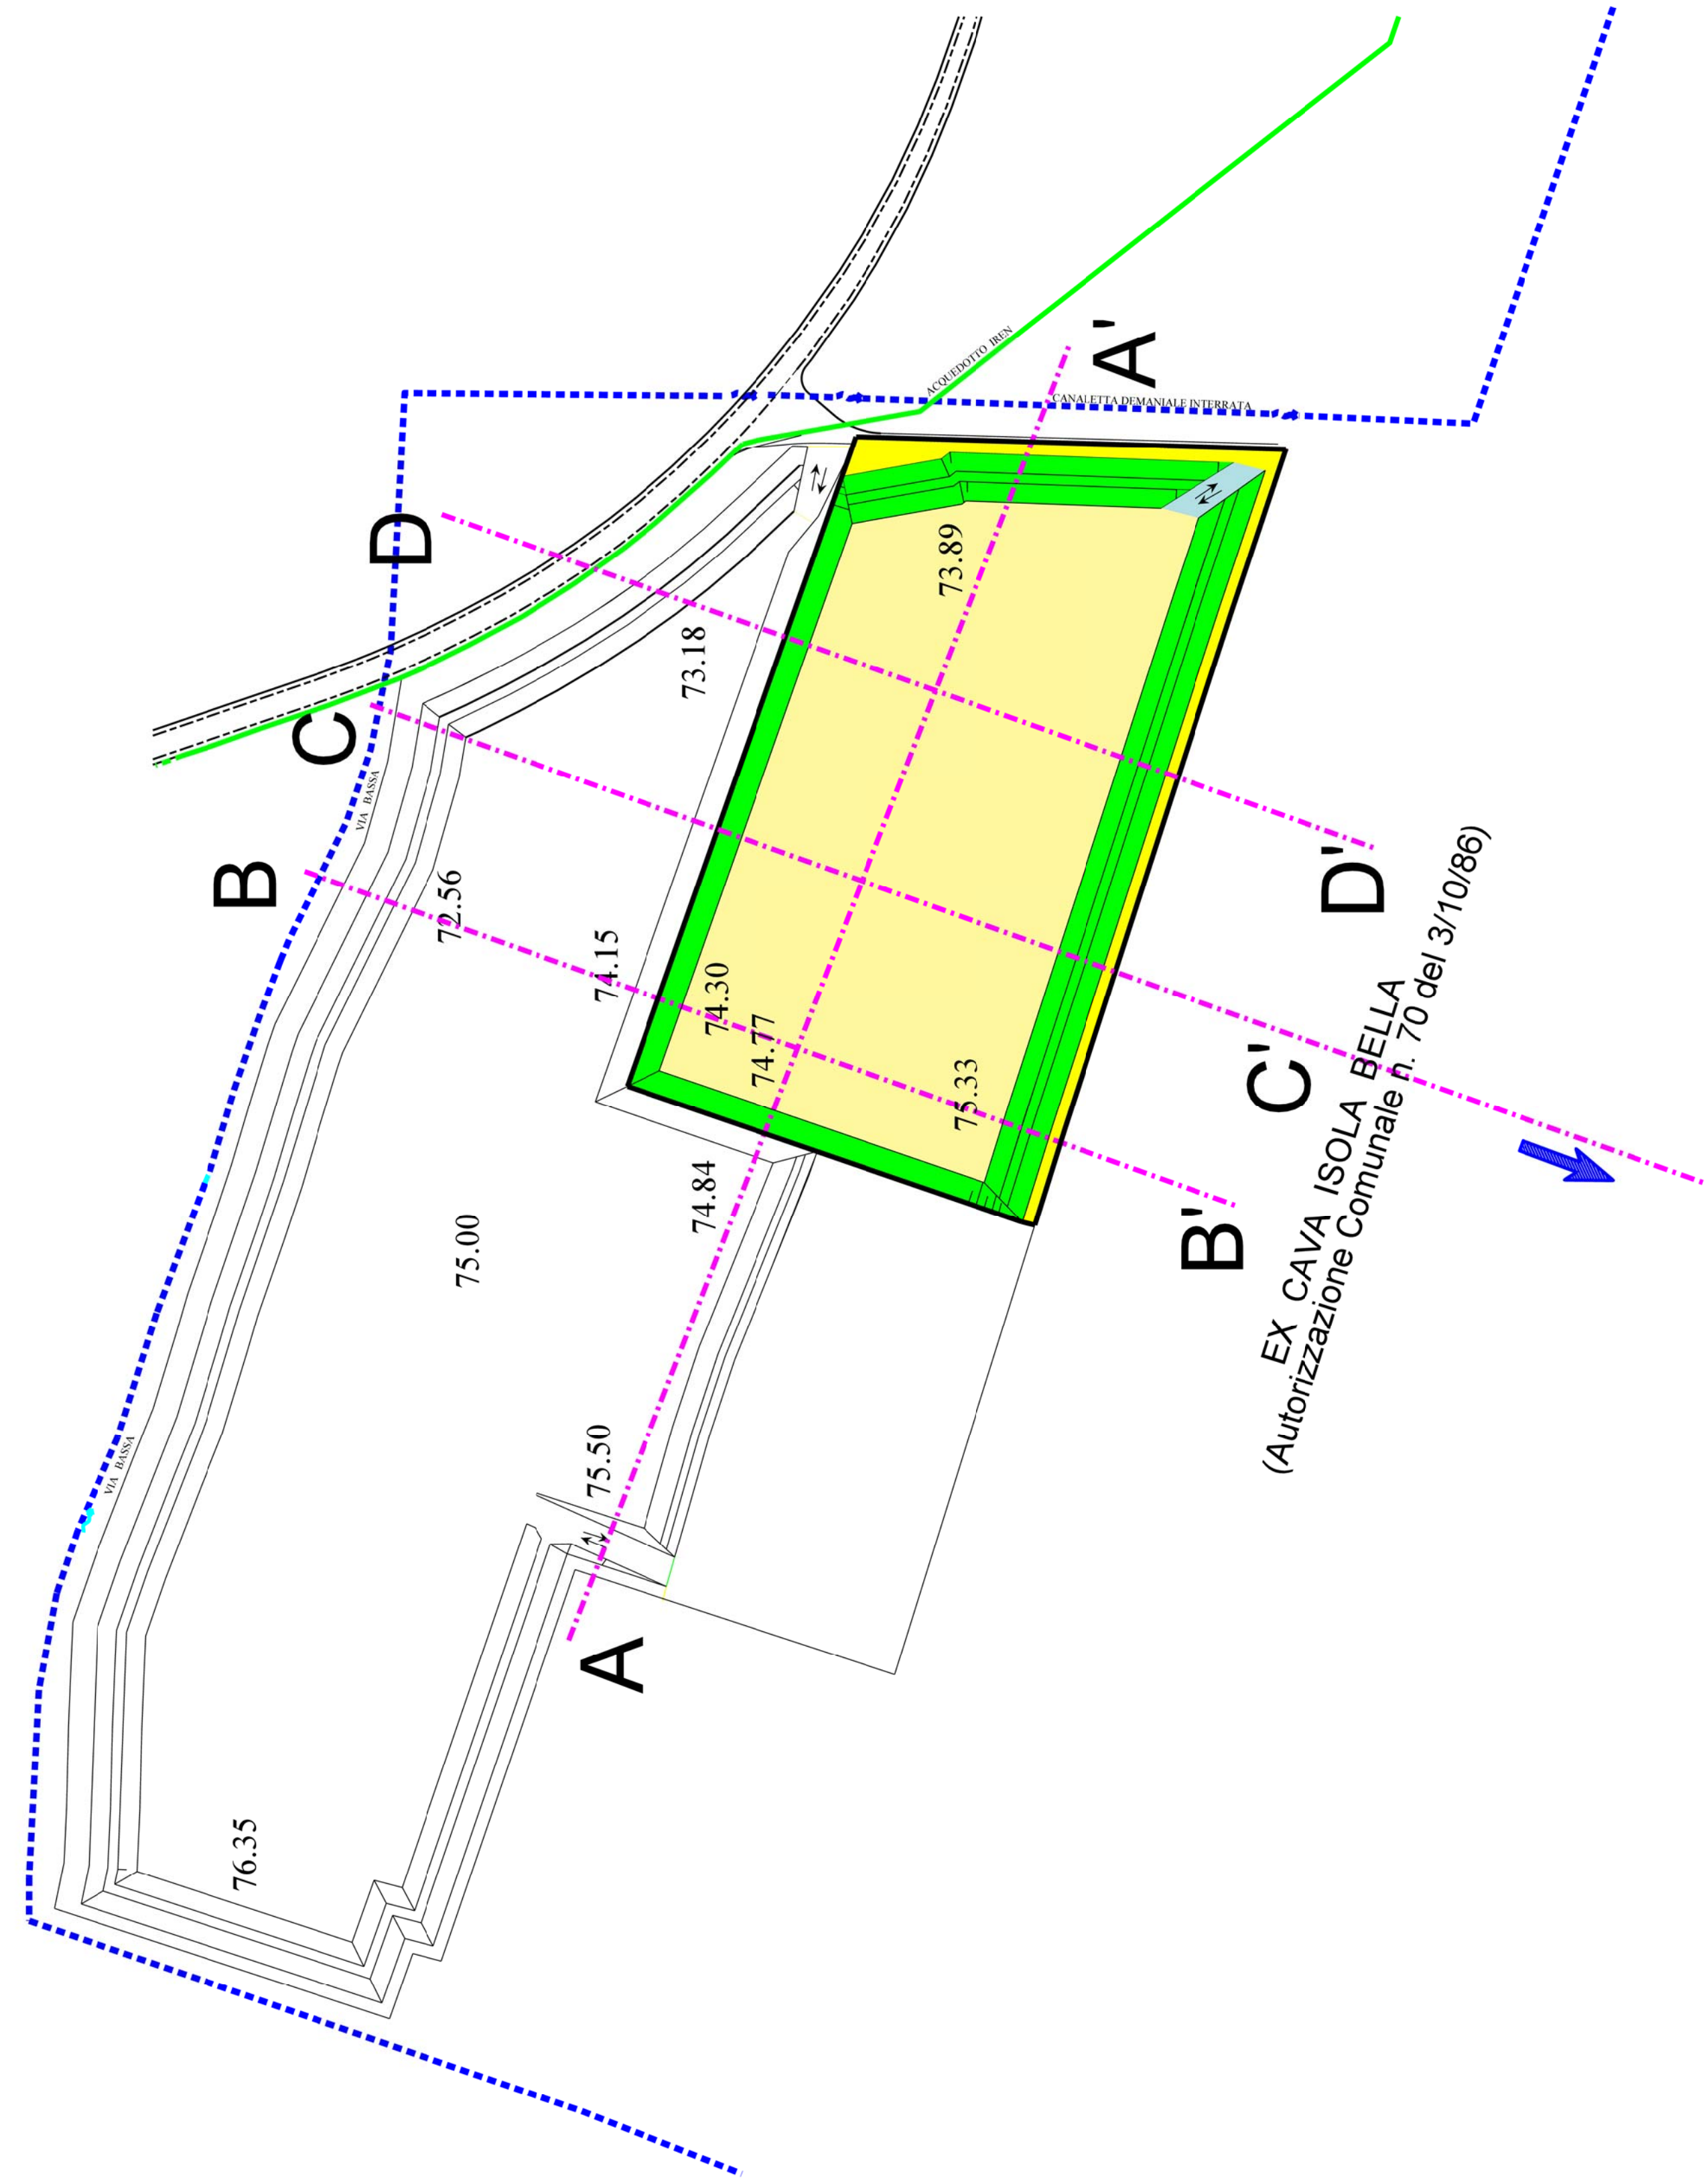 ACQUEDOTTO IREN
A'
CANALETTA DEMANIALE INTERRATA
D
73.89
73.18
C
VIA BASSA
B
72.56
D'
74.15
74.30
74.77
75.33
C'
74.84
75.00
B'
EX CAVA ISOLA BELLA
(Autorizzazione Comunale n. 70 del 3/10/86)
75.50
VIA BASSA
A
76.35